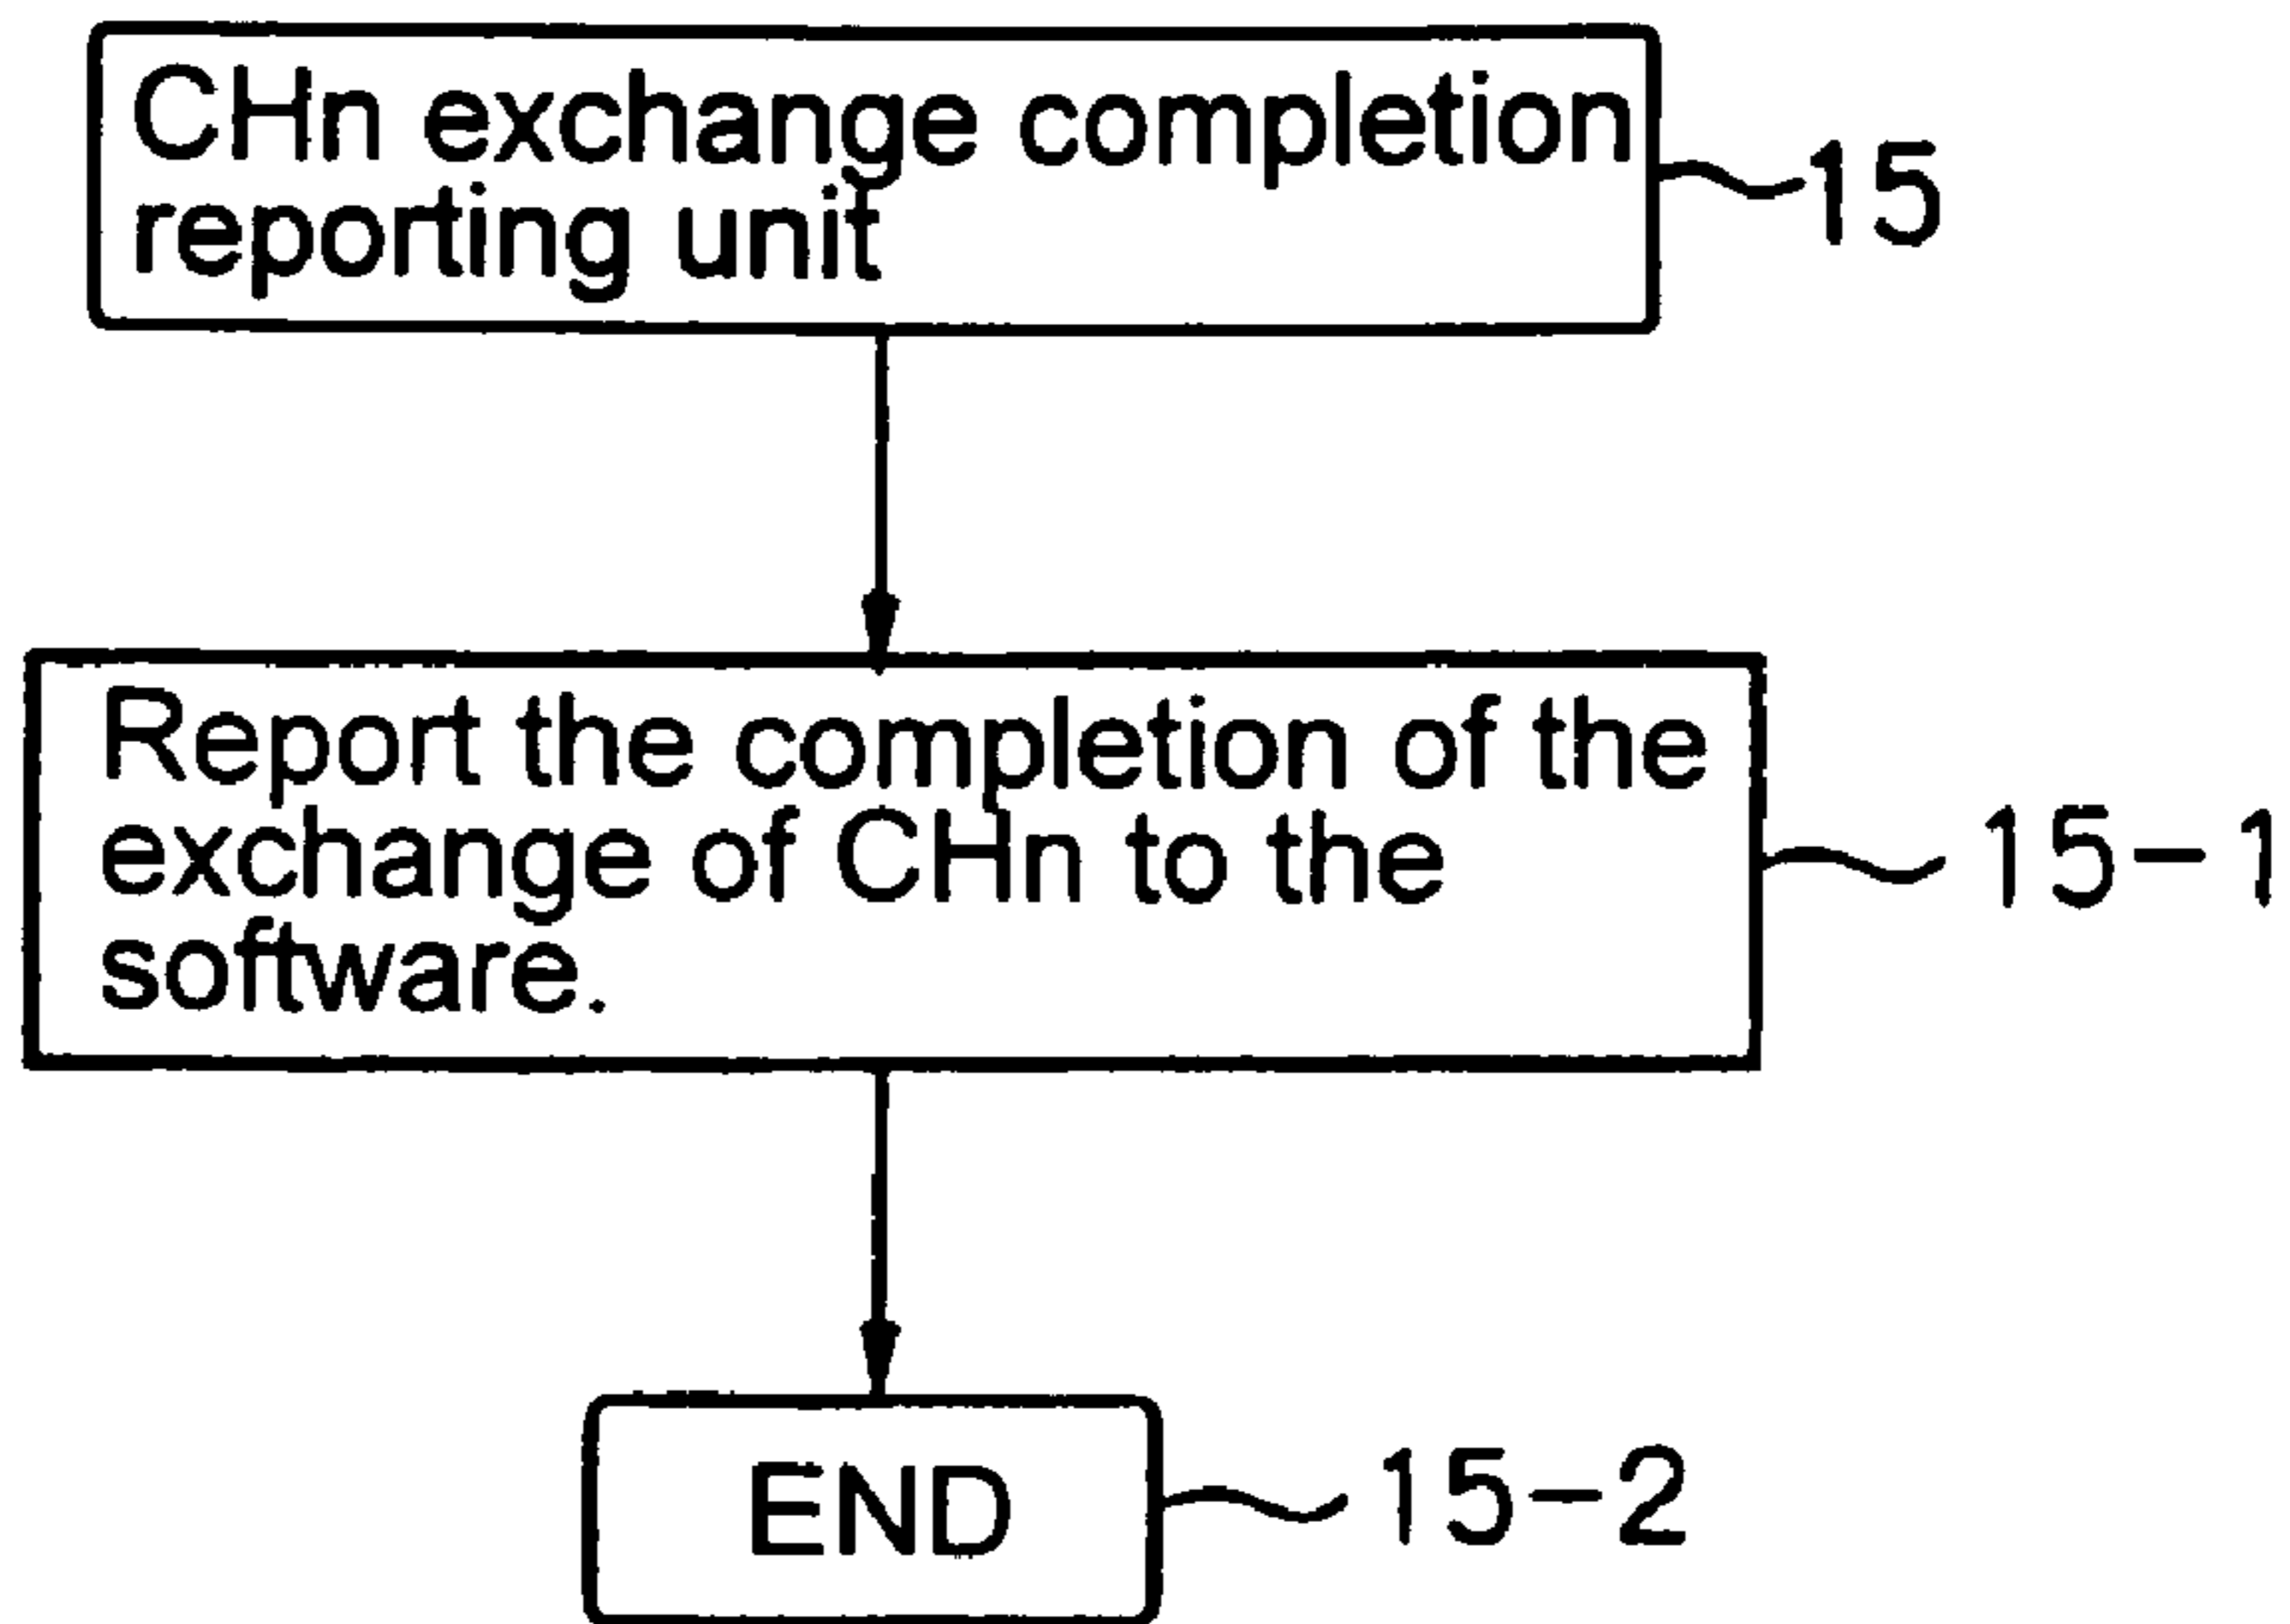 CHn exchange completion
reporting unit
15
Report the completion of the
exchange of CHn to the
software.
15-1
END
15-2